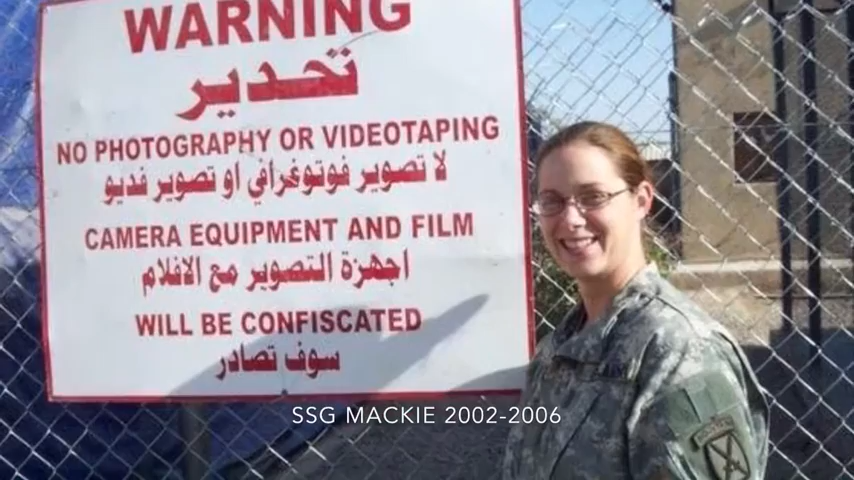 WARNING
تحذير
NO PHOTOGRAPHY OR VIDEOTAPING
لا تصوير فوتوغرافي او تصوير فديو
CAMERA EQUIPMENT AND FILM
اجهزة التصوير مع الافلام
WILL BE CONFISCATED
سوف تصادر
SSG MACKIE 2002-2006